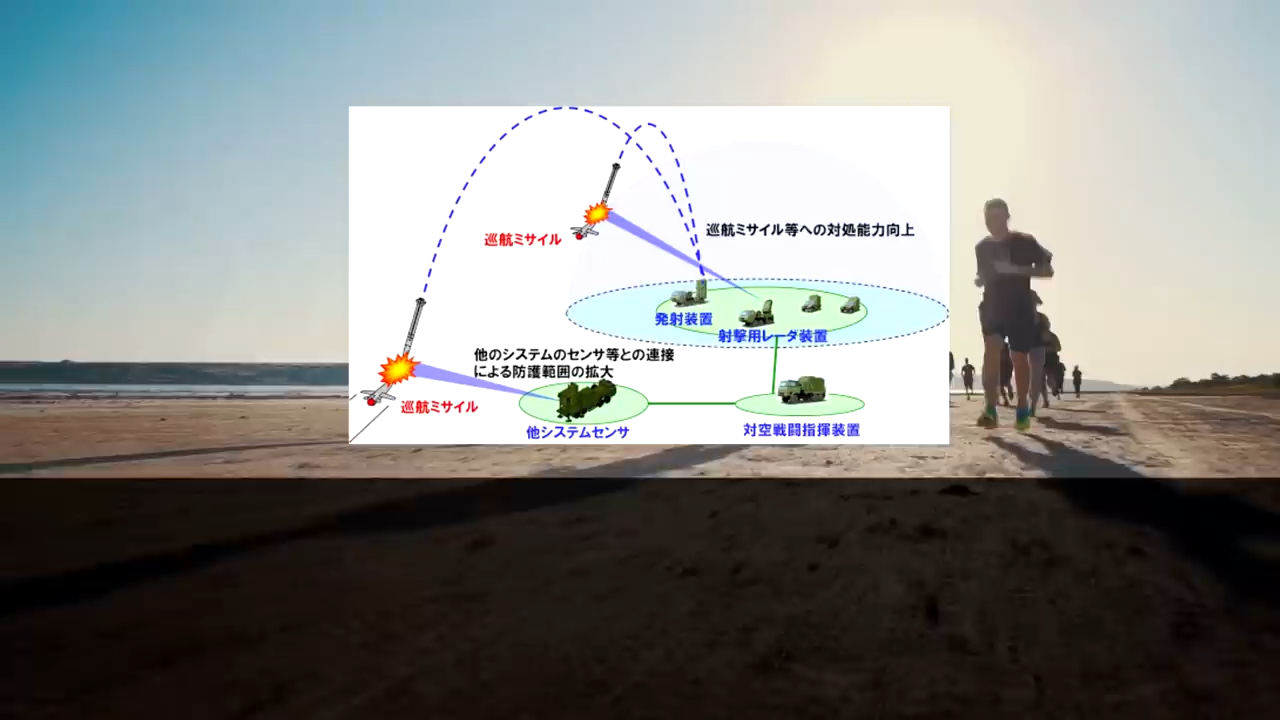 巡航ミサイル
巡航ミサイル等への対処能力向上
発射装置
射撃用レーダ装置
他のシステムのセンサ等との連接
による防護範囲の拡大
巡航ミサイル
他システムセンサ
対空戦闘指揮装置